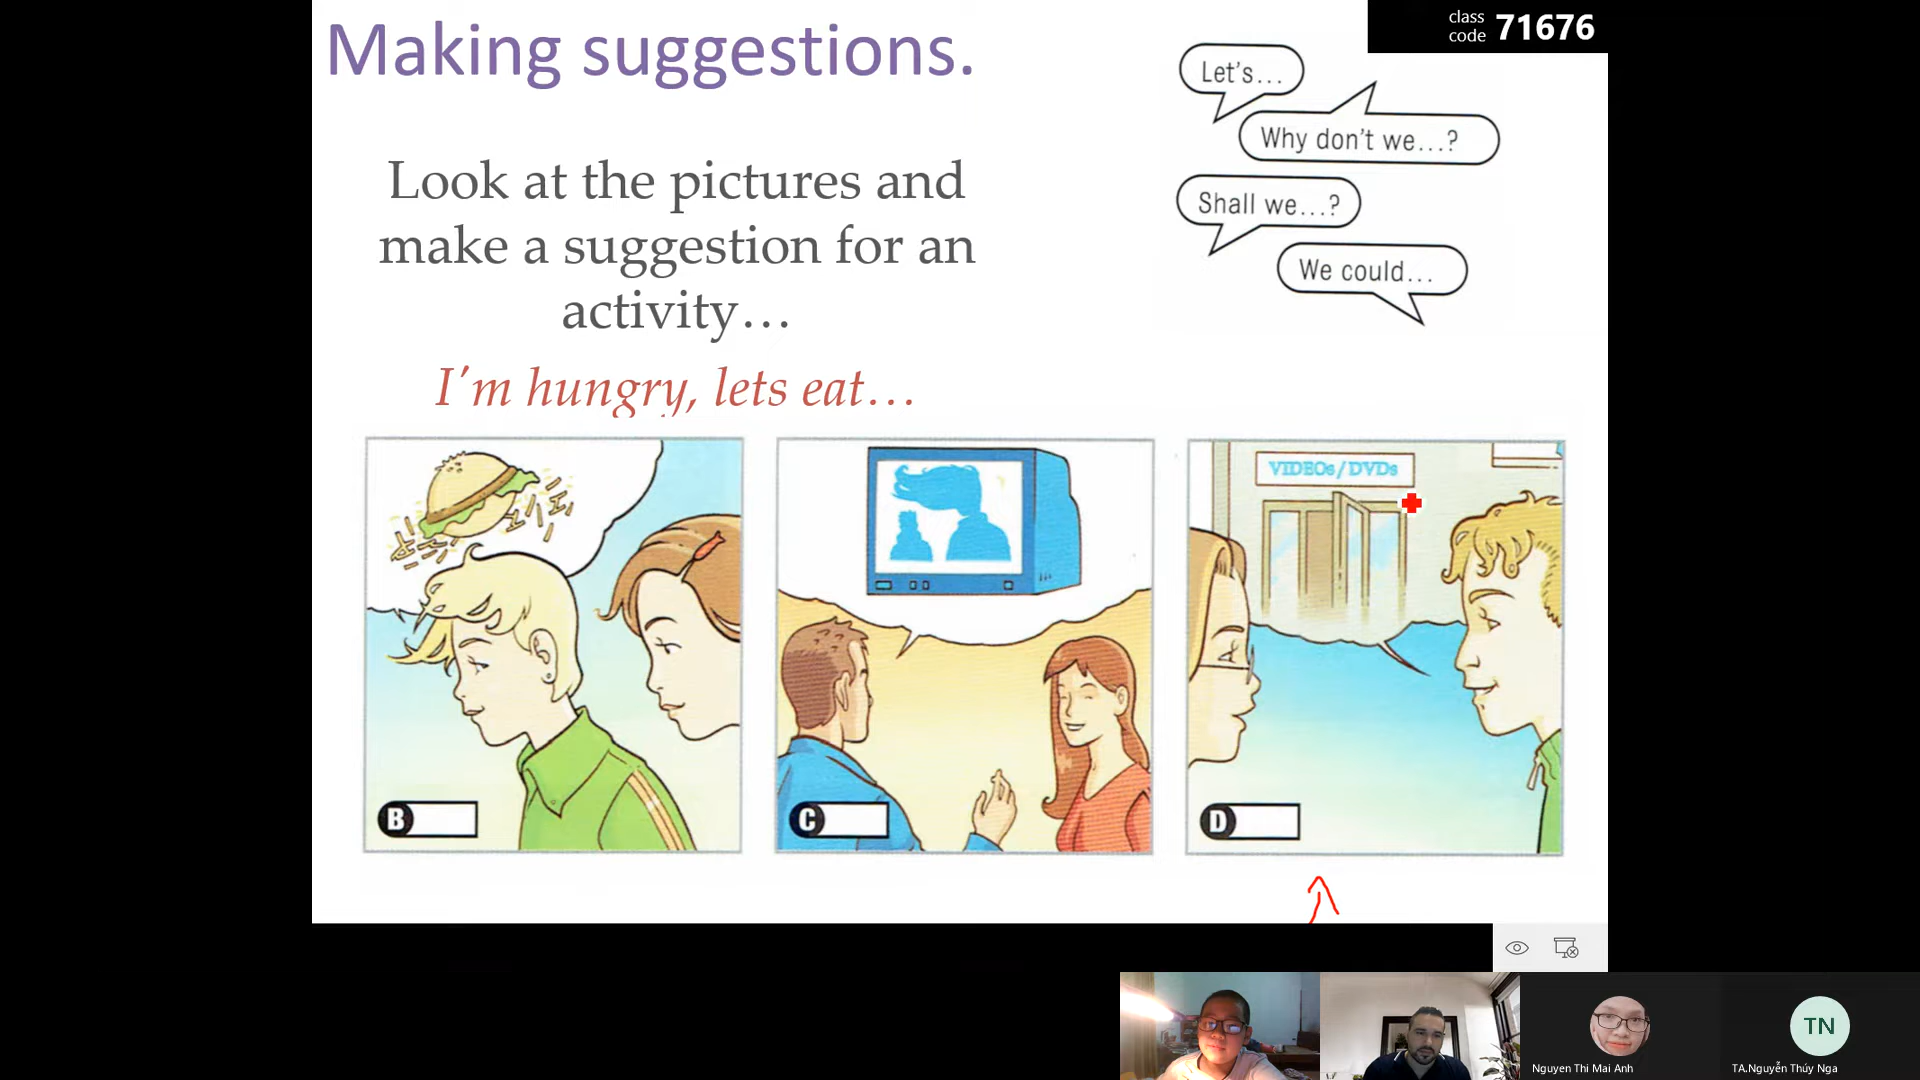 Making suggestions.
class
code 71676
Let's...
Why don't we...?
Shall we...?
We could...
Look at the pictures and
make a suggestion for an
activity…
I'm hungry, lets eat…
VIDEOs/DVDs
B
C
D
TN
Nguyen Thi Mai Anh
TA.Nguyễn Thúy Nga